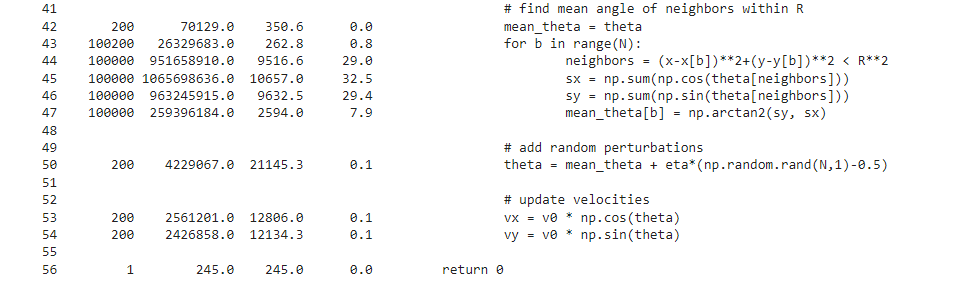 41 # find mean angle of neighbors within R
42 200 70129.0 350.6 0.0 mean_theta = theta
43 100200 26329683.0 262.8 0.8 for b in range(N):
44 100000 951658910.0 9516.6 29.0 neighbors = (x-x[b])**2+(y-y[b])**2 < R**2
45 100000 1065698636.0 10657.0 32.5 sx = np.sum(np.cos(theta[neighbors]))
46 100000 963245915.0 9632.5 29.4 sy = np.sum(np.sin(theta[neighbors]))
47 100000 259396184.0 2594.0 7.9 mean_theta[b] = np.arctan2(sy, sx)
48
49 # add random perturbations
50 200 4229067.0 21145.3 0.1 theta = mean_theta + eta*(np.random.rand(N,1)-0.5)
51
52 # update velocities
53 200 2561201.0 12806.0 0.1 vx = v0 * np.cos(theta)
54 200 2426858.0 12134.3 0.1 vy = v0 * np.sin(theta)
55
56 1 245.0 245.0 0.0 return 0